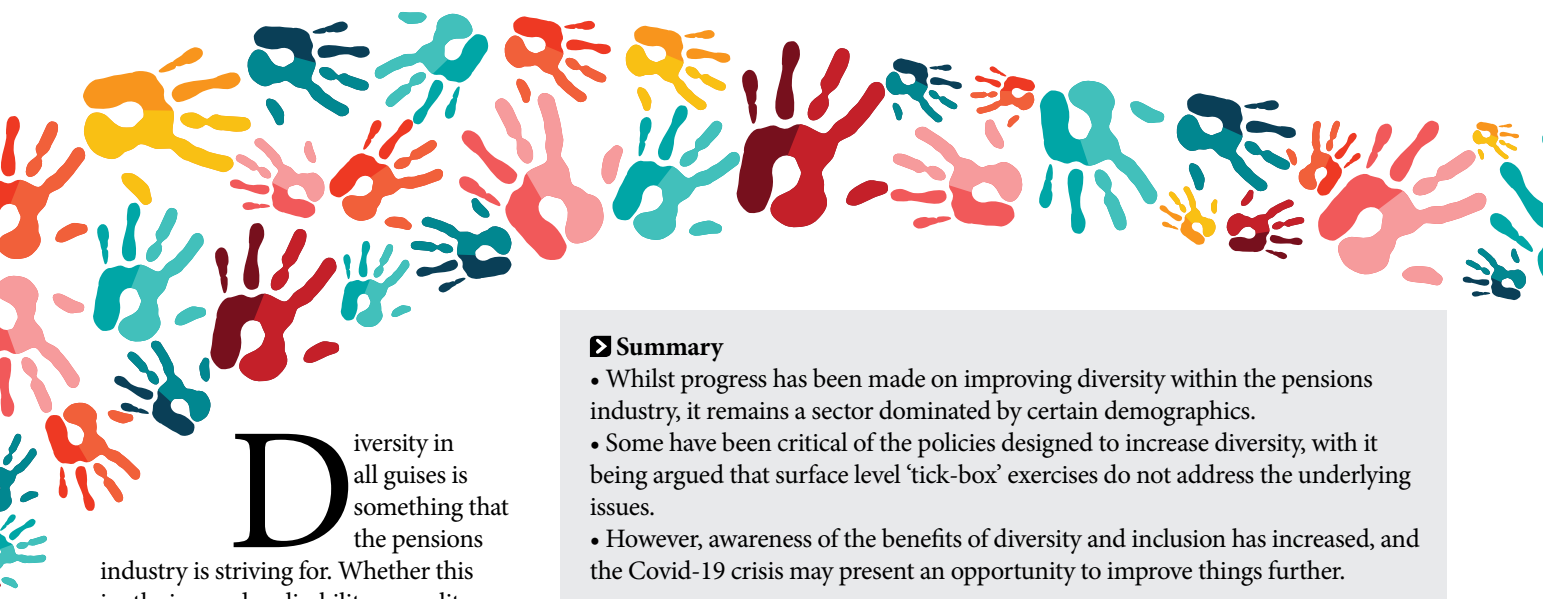 Summary
• Whilst progress has been made on improving diversity within the pensions
industry, it remains a sector dominated by certain demographics.
• Some have been critical of the policies designed to increase diversity, with it
being argued that surface level ‘tick-box’ exercises do not address the underlying
issues.
• However, awareness of the benefits of diversity and inclusion has increased, and
the Covid-19 crisis may present an opportunity to improve things further.
Diversity in
all guises is
something that
the pensions
industry is striving for. Whether this